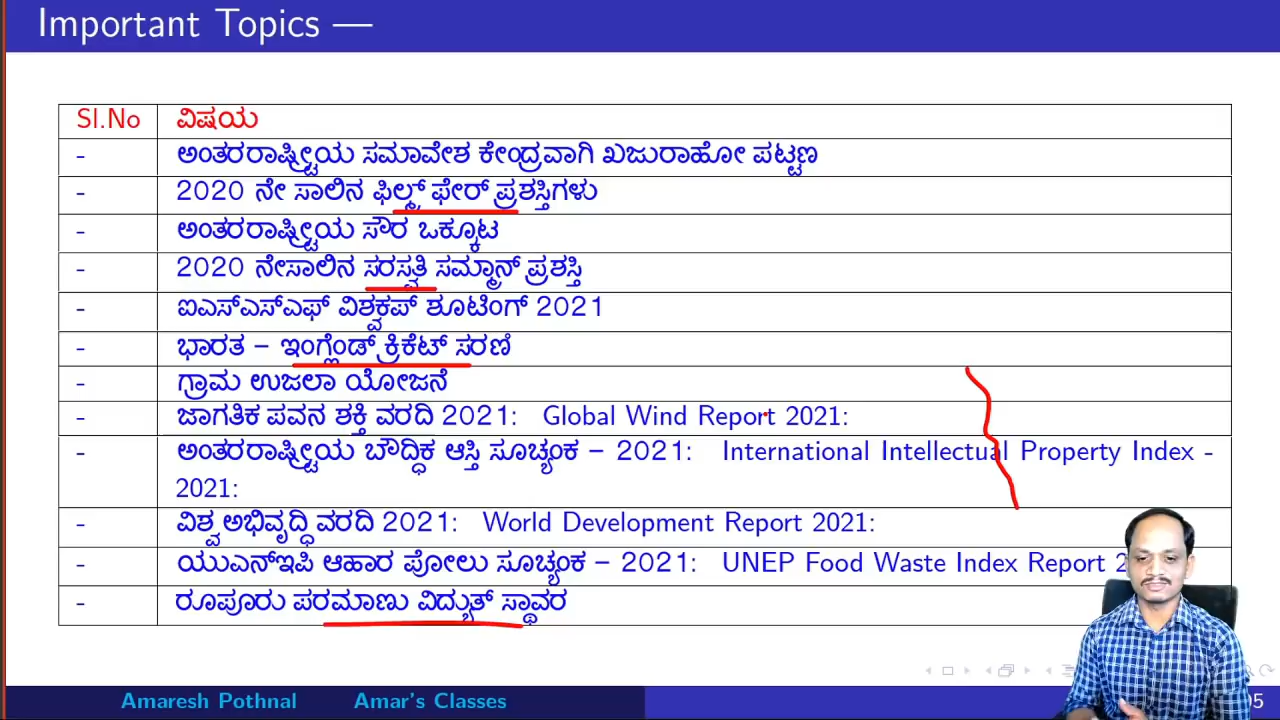 Important Topics —
Sl.No ವಿಷಯ
- ಅಂತರರಾಷ್ಟ್ರೀಯ ಸಮಾವೇಶ ಕೇಂದ್ರವಾಗಿ ಖಜುರಾಹೋ ಪಟ್ಟಣ
- 2020 ನೇ ಸಾಲಿನ ಫಿಲ್ಮ್ ಫೇರ್ ಪ್ರಶಸ್ತಿಗಳು
- ಅಂತರರಾಷ್ಟ್ರೀಯ ಸೌರ ಒಕ್ಕೂಟ
- 2020 ನೇಸಾಲಿನ ಸರಸ್ವತಿ ಸಮ್ಮಾನ್ ಪ್ರಶಸ್ತಿ
- ಐಎಸ್ಎಸ್ಎಫ್ ವಿಶ್ವಕಪ್ ಶೂಟಿಂಗ್ 2021
- ಭಾರತ – ಇಂಗ್ಲೆಂಡ್ ಕ್ರಿಕೆಟ್ ಸರಣಿ
- ಗ್ರಾಮ ಉಜಲಾ ಯೋಜನೆ
- ಜಾಗತಿಕ ಪವನ ಶಕ್ತಿ ವರದಿ 2021: Global Wind Report 2021:
- ಅಂತರರಾಷ್ಟ್ರೀಯ ಬೌದ್ಧಿಕ ಆಸ್ತಿ ಸೂಚ್ಯಂಕ – 2021: International Intellectual Property Index -
2021:
- ವಿಶ್ವ ಅಭಿವೃದ್ಧಿ ವರದಿ 2021: World Development Report 2021:
- ಯುಎನ್ಇಪಿ ಆಹಾರ ಪೋಲು ಸೂಚ್ಯಂಕ – 2021: UNEP Food Waste Index Report
- ರೂಪೂರು ಪರಮಾಣು ವಿದ್ಯುತ್ ಸ್ಥಾವರ
Amaresh Pothnal Amar's Classes